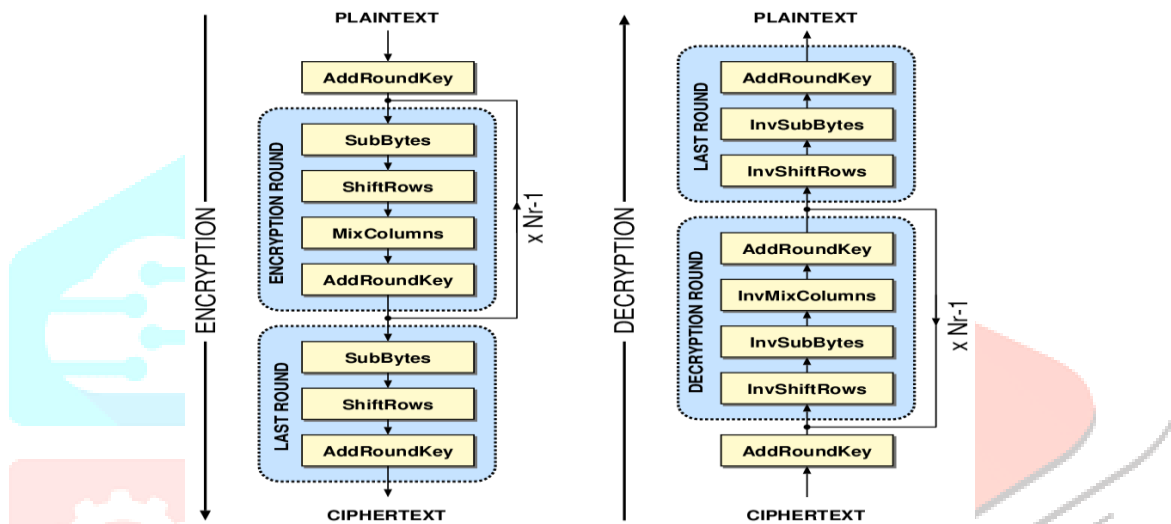 PLAINTEXT
AddRoundKey
SubBytes
ShiftRows
MixColumns
AddRoundKey
ENCRYPTION ROUND
x Nr-1
SubBytes
ShiftRows
AddRoundKey
LAST ROUND
CIPHERTEXT
ENCRYPTION
PLAINTEXT
AddRoundKey
InvSubBytes
InvShiftRows
LAST ROUND
AddRoundKey
InvMixColumns
InvSubBytes
InvShiftRows
DECRYPTION ROUND
x Nr-1
AddRoundKey
CIPHERTEXT
DECRYPTION